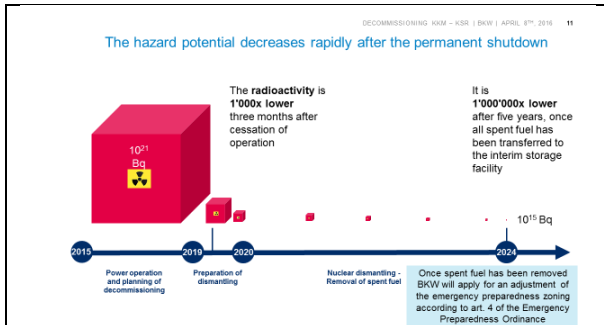 DECOMMISSIONING KKM – KSR | BKW | APRIL 8TH, 2016 11
The hazard potential decreases rapidly after the permanent shutdown
The radioactivity is
1'000x lower
three months after
cessation of
operation
It is
1'000'000x lower
after five years, once
all spent fuel has
been transferred to
the interim storage
facility
10²¹
Bq
10¹⁵ Bq
2015
2019
2020
2024
Power operation
and planning of
decommissioning
Preparation of
dismantling
Nuclear dismantling -
Removal of spent fuel
Once spent fuel has been removed
BKW will apply for an adjustment of
the emergency preparedness zoning
according to art. 4 of the Emergency
Preparedness Ordinance